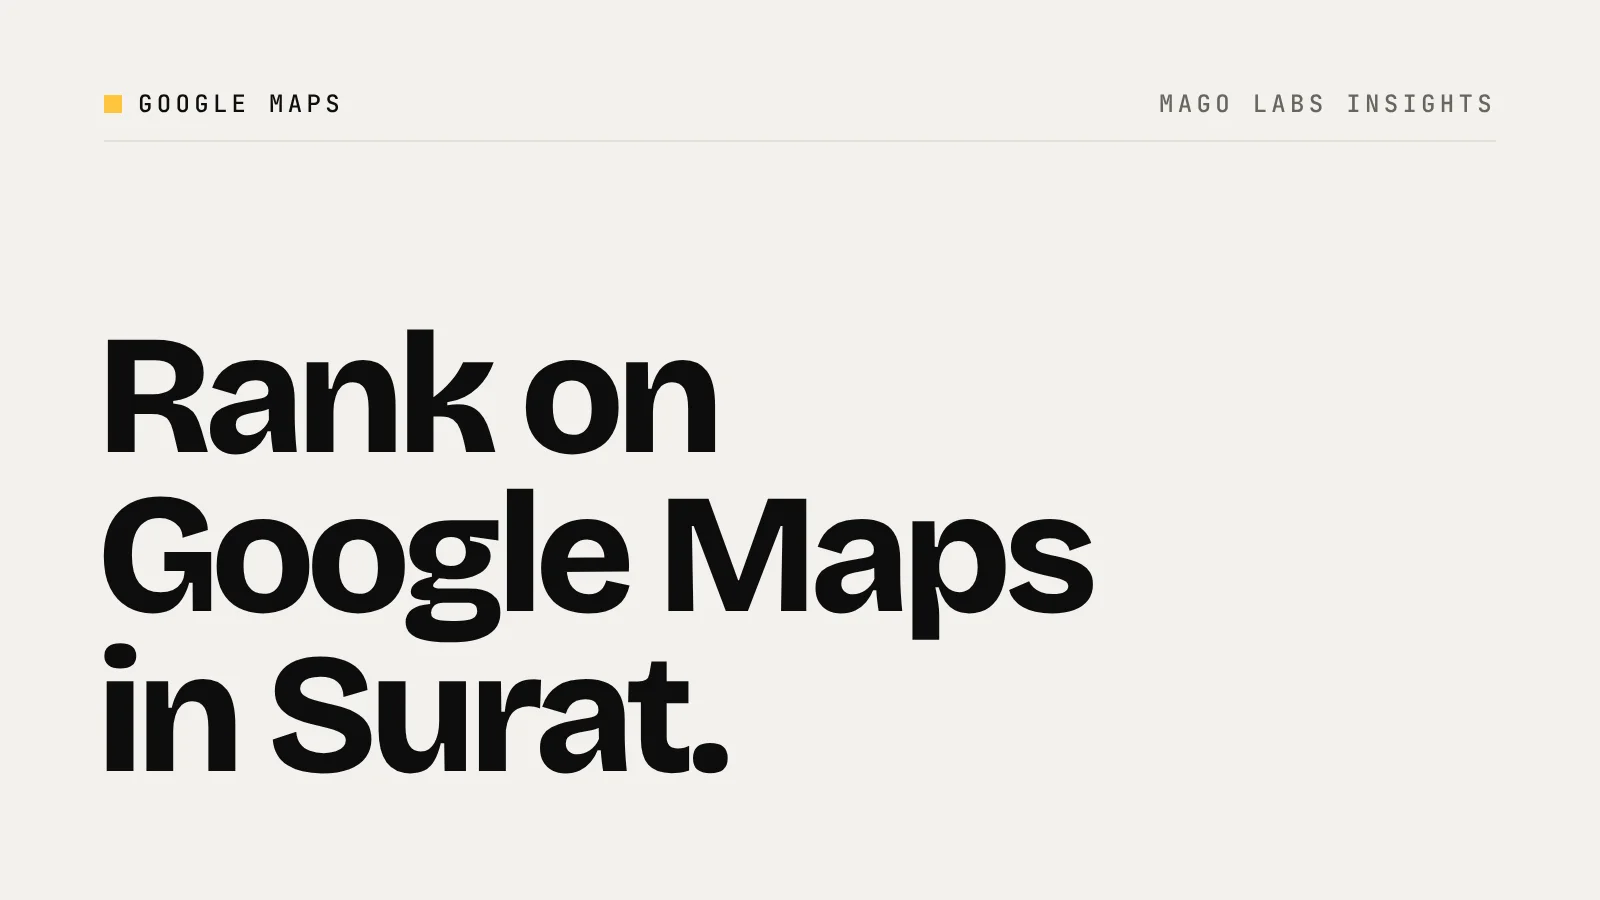 GOOGLE MAPS
MAGO LABS INSIGHTS
Rank on
Google Maps
in Surat.